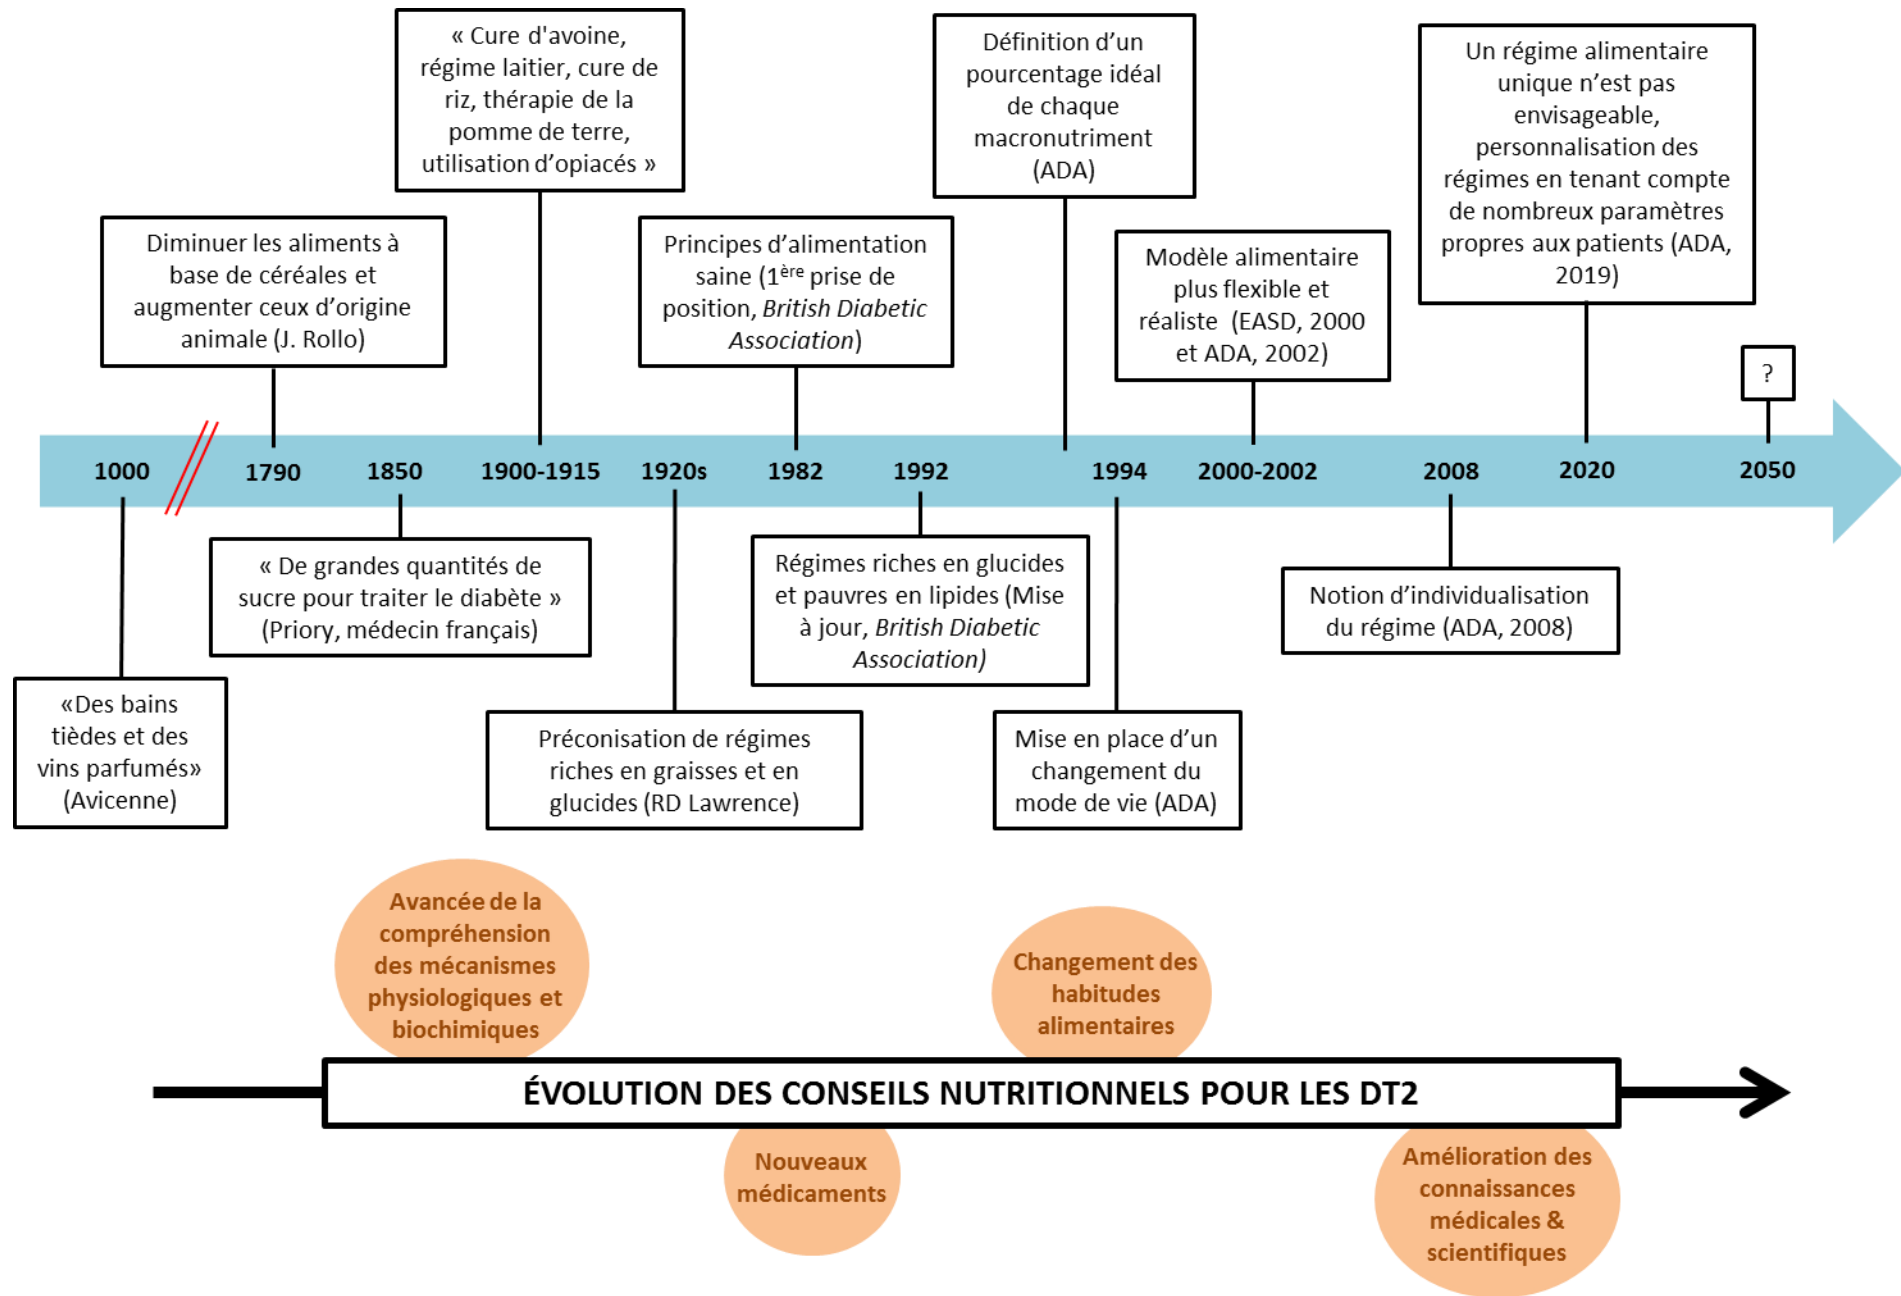 « Cure d'avoine,
régime laitier, cure de
riz, thérapie de la
pomme de terre,
utilisation d’opiacés »
Définition d’un
pourcentage idéal
de chaque
macronutriment
(ADA)
Un régime alimentaire
unique n’est pas
envisageable,
personnalisation des
régimes en tenant compte
de nombreux paramètres
propres aux patients (ADA,
2019)
Diminuer les aliments à
base de céréales et
augmenter ceux d’origine
animale (J. Rollo)
Principes d’alimentation
saine (1ère prise de
position, British Diabetic
Association)
Modèle alimentaire
plus flexible et
réaliste (EASD, 2000
et ADA, 2002)
?
1000 1790 1850 1900-1915 1920s 1982 1992 1994 2000-2002 2008 2020 2050
« De grandes quantités de
sucre pour traiter le diabète »
(Priory, médecin français)
Régimes riches en glucides
et pauvres en lipides (Mise
à jour, British Diabetic
Association)
Notion d’individualisation
du régime (ADA, 2008)
«Des bains
tièdes et des
vins parfumés»
(Avicenne)
Préconisation de régimes
riches en graisses et en
glucides (RD Lawrence)
Mise en place d’un
changement du
mode de vie (ADA)
Avancée de la
compréhension
des mécanismes
physiologiques et
biochimiques
Changement des
habitudes
alimentaires
ÉVOLUTION DES CONSEILS NUTRITIONNELS POUR LES DT2
Nouveaux
médicaments
Amélioration des
connaissances
médicales &
scientifiques